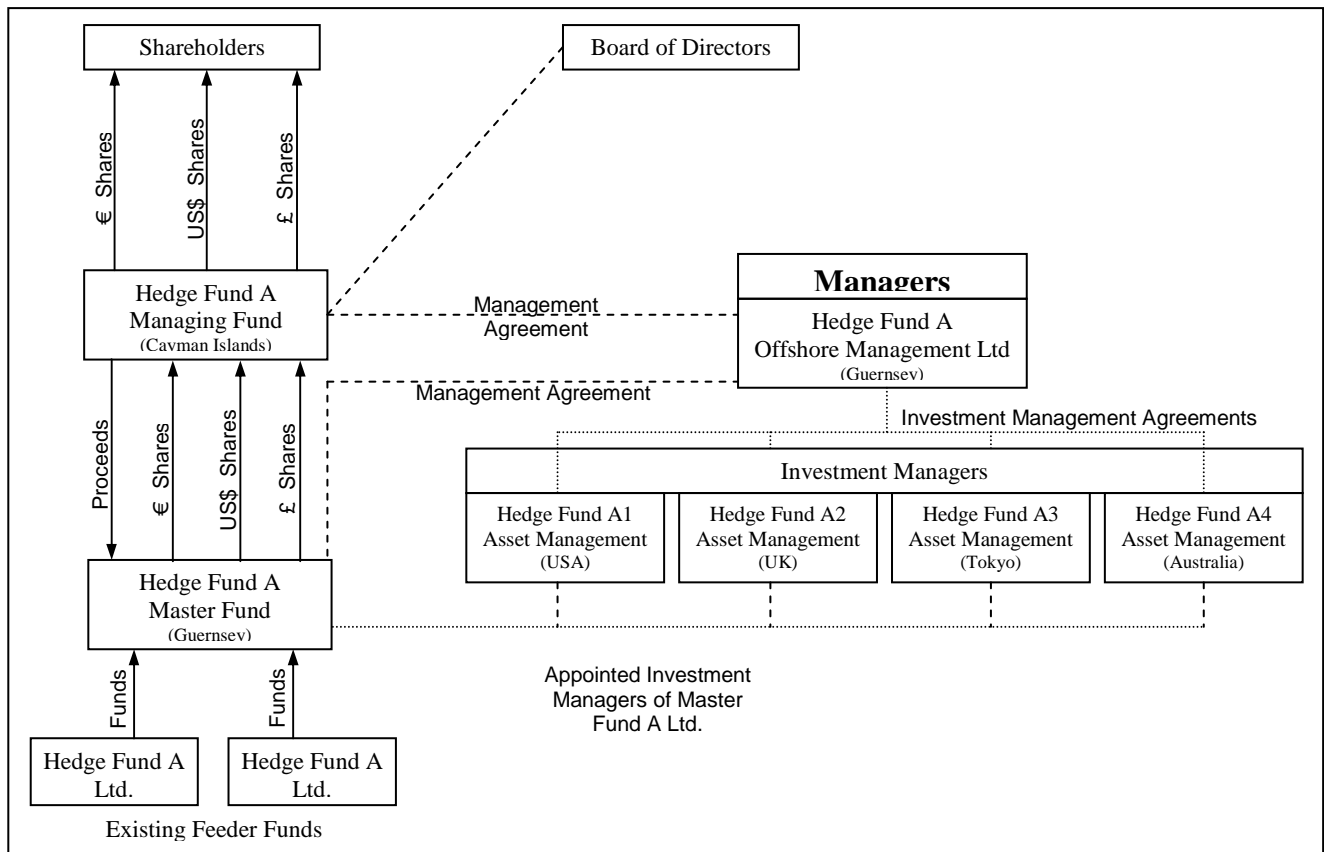 Shareholders
Board of Directors
€ Shares
US$ Shares
£ Shares
Hedge Fund A
Managing Fund
(Cayman Islands)
Management
Agreement
Managers
Hedge Fund A
Offshore Management Ltd
(Guernsey)
Management Agreement
Investment Management Agreements
Proceeds
€ Shares
US$ Shares
£ Shares
Investment Managers
Hedge Fund A1
Asset Management
(USA)
Hedge Fund A2
Asset Management
(UK)
Hedge Fund A3
Asset Management
(Tokyo)
Hedge Fund A4
Asset Management
(Australia)
Hedge Fund A
Master Fund
(Guernsey)
Funds
Funds
Appointed Investment
Managers of Master
Fund A Ltd.
Hedge Fund A
Ltd.
Hedge Fund A
Ltd.
Existing Feeder Funds